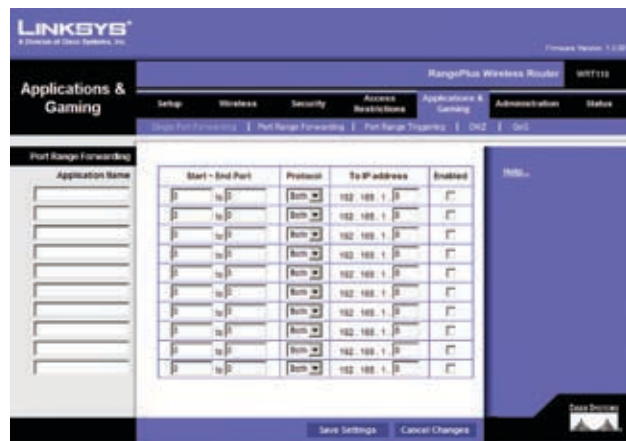 LINKSYS®
A Division of Cisco Systems, Inc.
RangePlus Wireless Router WRT110
Applications & Gaming
Setup Wireless Security Access Restrictions Applications & Gaming Administration Status
Single Port Forwarding | Port Range Forwarding | Port Range Triggering | DMZ | QoS
Port Range Forwarding
Application Name Start ~ End Port Protocol To IP address Enabled
Help...
0 to 0 Both 192 . 168 . 1 . 0
0 to 0 Both 192 . 168 . 1 . 0
0 to 0 Both 192 . 168 . 1 . 0
0 to 0 Both 192 . 168 . 1 . 0
0 to 0 Both 192 . 168 . 1 . 0
0 to 0 Both 192 . 168 . 1 . 0
0 to 0 Both 192 . 168 . 1 . 0
0 to 0 Both 192 . 168 . 1 . 0
0 to 0 Both 192 . 168 . 1 . 0
0 to 0 Both 192 . 168 . 1 . 0
Save Settings Cancel Changes
Cisco Systems